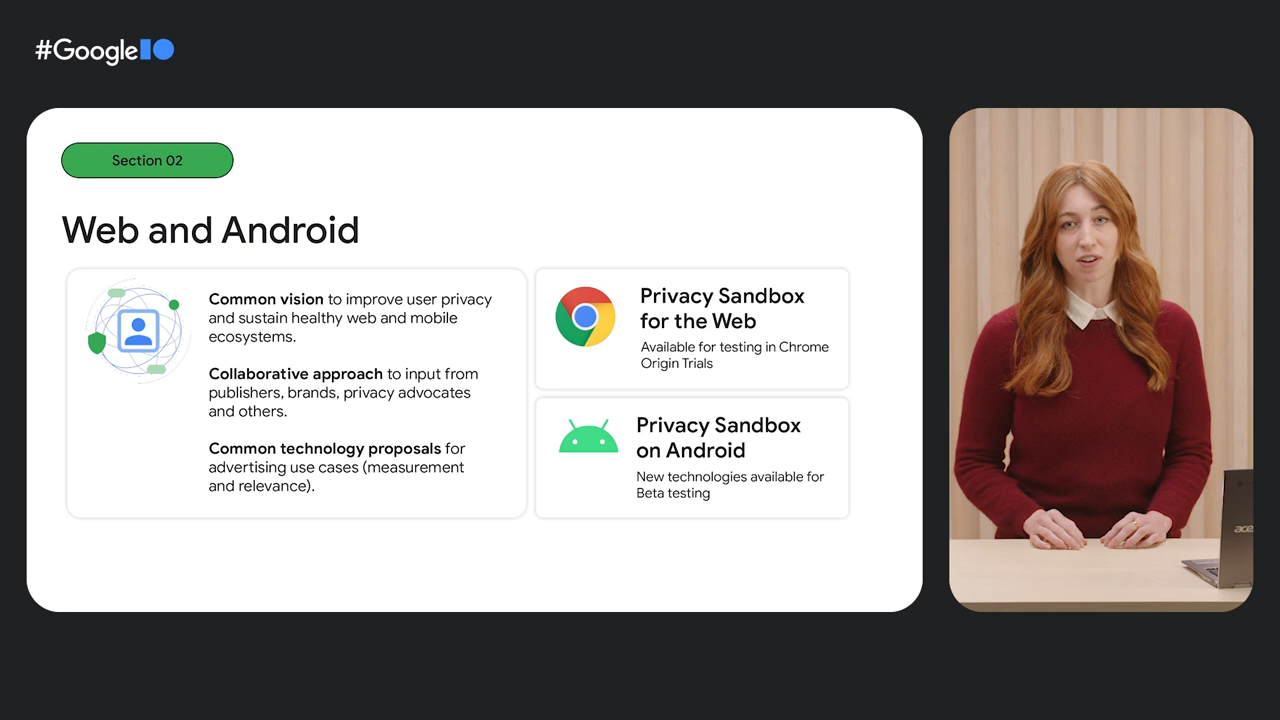 #GoogleIO
Section 02
Web and Android
Common vision to improve user privacy
and sustain healthy web and mobile
ecosystems.
Collaborative approach to input from
publishers, brands, privacy advocates
and others.
Common technology proposals for
advertising use cases (measurement
and relevance).
Privacy Sandbox
for the Web
Available for testing in Chrome
Origin Trials
Privacy Sandbox
on Android
New technologies available for
Beta testing
acer